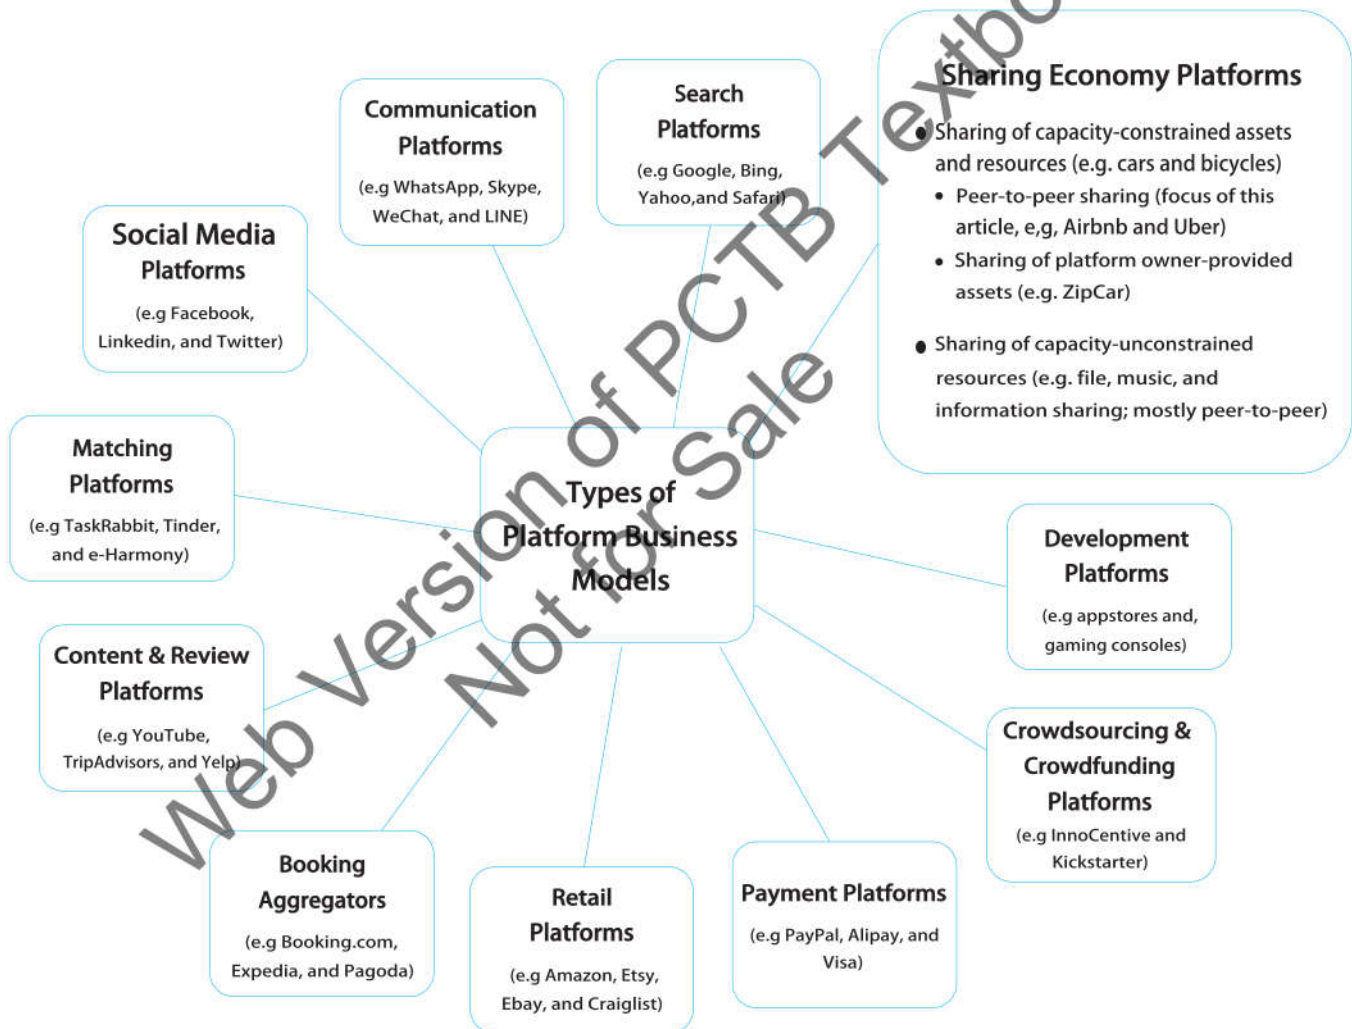 Sharing Economy Platforms
Sharing of capacity-constrained assets
and resources (e.g. cars and bicycles)
Peer-to-peer sharing (focus of this
article, e,g, Airbnb and Uber)
Sharing of platform owner-provided
assets (e.g. ZipCar)
Sharing of capacity-unconstrained
resources (e.g. file, music, and
information sharing; mostly peer-to-peer)
Search
Platforms
(e.g Google, Bing,
Yahoo,and Safari)
Communication
Platforms
(e.g WhatsApp, Skype,
WeChat, and LINE)
Social Media
Platforms
(e.g Facebook,
Linkedin, and Twitter)
Matching
Platforms
(e.g TaskRabbit, Tinder,
and e-Harmony)
Types of
Platform Business
Models
Development
Platforms
(e.g appstores and,
gaming consoles)
Content & Review
Platforms
(e.g YouTube,
TripAdvisors, and Yelp)
Crowdsourcing &
Crowdfunding
Platforms
(e.g InnoCentive and
Kickstarter)
Booking
Aggregators
(e.g Booking.com,
Expedia, and Pagoda)
Retail
Platforms
(e.g Amazon, Etsy,
Ebay, and Craiglist)
Payment Platforms
(e.g PayPal, Alipay, and
Visa)
Web Version of PCTB Textbo
Not for Sale